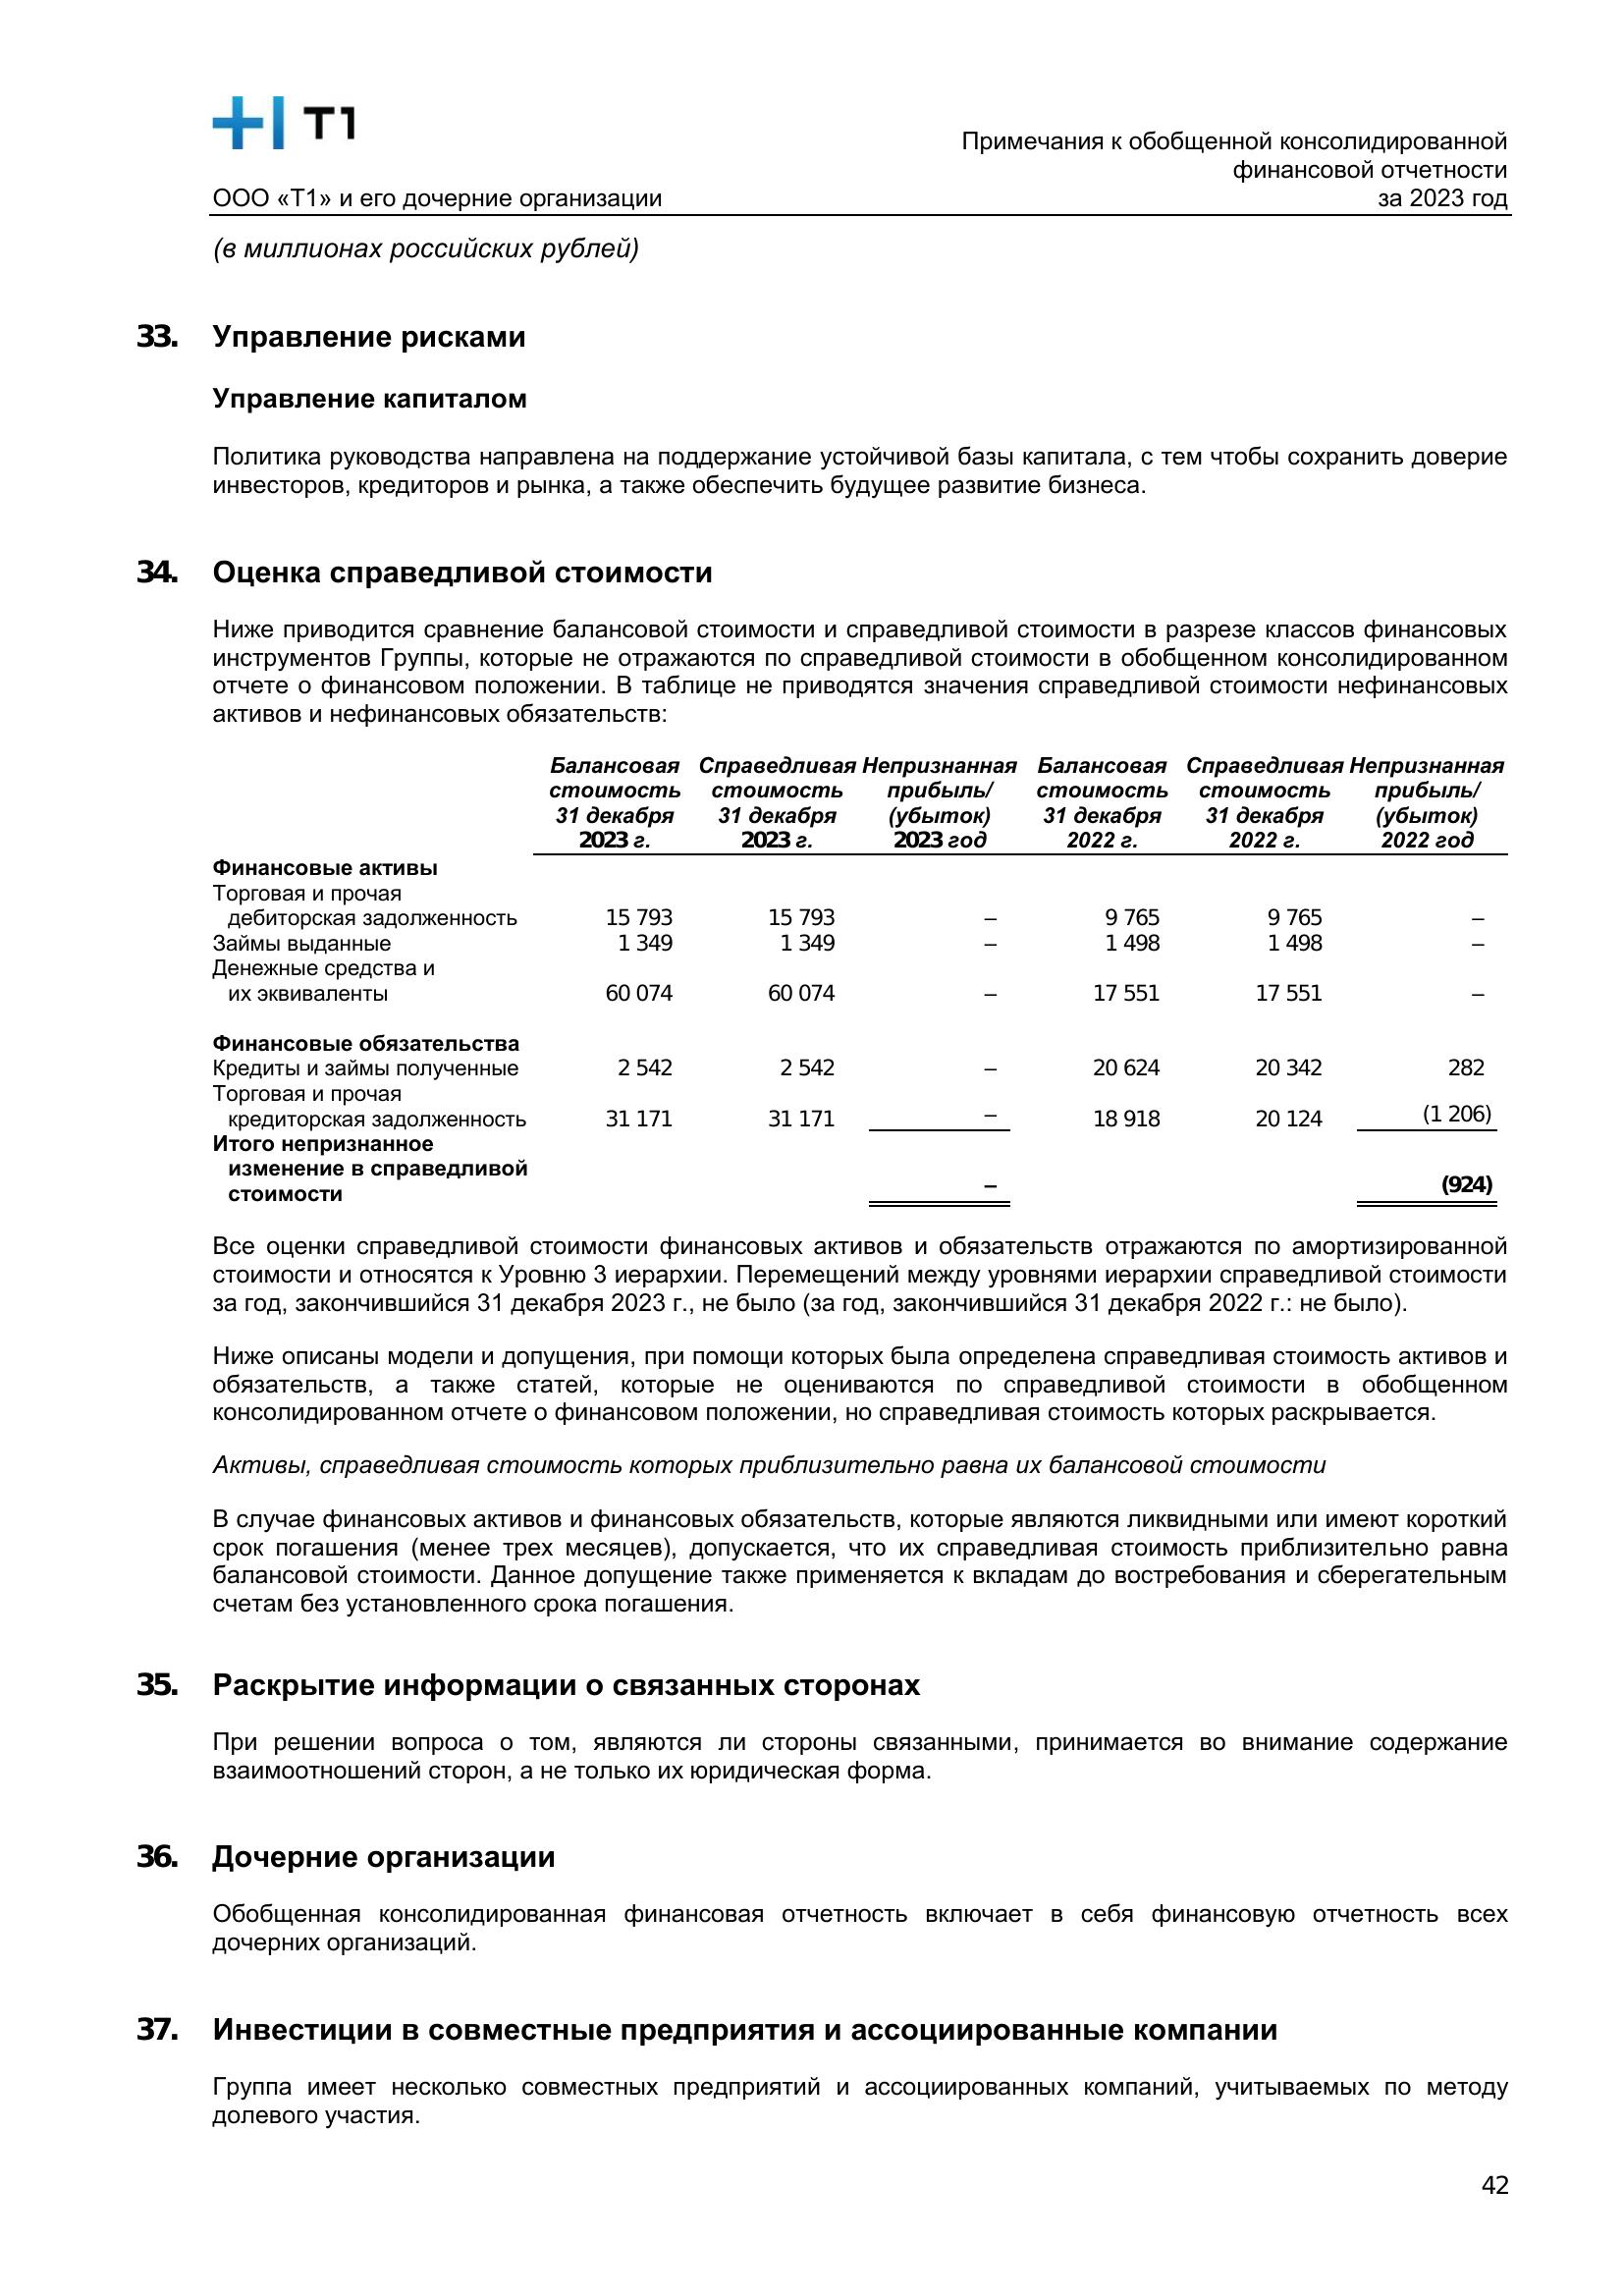 T1
Примечания к обобщенной консолидированной
финансовой отчетности
ООО «Т1» и его дочерние организации за 2023 год
(в миллионах российских рублей)
33. Управление рисками
Управление капиталом
Политика руководства направлена на поддержание устойчивой базы капитала, с тем чтобы сохранить доверие
инвесторов, кредиторов и рынка, а также обеспечить будущее развитие бизнеса.
34. Оценка справедливой стоимости
Ниже приводится сравнение балансовой стоимости и справедливой стоимости в разрезе классов финансовых
инструментов Группы, которые не отражаются по справедливой стоимости в обобщенном консолидированном
отчете о финансовом положении. В таблице не приводятся значения справедливой стоимости нефинансовых
активов и нефинансовых обязательств:
Балансовая Справедливая Непризнанная Балансовая Справедливая Непризнанная
стоимость стоимость прибыль/ стоимость стоимость прибыль/
31 декабря 31 декабря (убыток) 31 декабря 31 декабря (убыток)
2023 г. 2023 г. 2023 год 2022 г. 2022 г. 2022 год
Финансовые активы
Торговая и прочая
дебиторская задолженность 15 793 15 793 – 9 765 9 765 –
Займы выданные 1 349 1 349 – 1 498 1 498 –
Денежные средства и
их эквиваленты 60 074 60 074 – 17 551 17 551 –
Финансовые обязательства
Кредиты и займы полученные 2 542 2 542 – 20 624 20 342 282
Торговая и прочая
кредиторская задолженность 31 171 31 171 – 18 918 20 124 (1 206)
Итого непризнанное
изменение в справедливой
стоимости – (924)
Все оценки справедливой стоимости финансовых активов и обязательств отражаются по амортизированной
стоимости и относятся к Уровню 3 иерархии. Перемещений между уровнями иерархии справедливой стоимости
за год, закончившийся 31 декабря 2023 г., не было (за год, закончившийся 31 декабря 2022 г.: не было).
Ниже описаны модели и допущения, при помощи которых была определена справедливая стоимость активов и
обязательств, а также статей, которые не оцениваются по справедливой стоимости в обобщенном
консолидированном отчете о финансовом положении, но справедливая стоимость которых раскрывается.
Активы, справедливая стоимость которых приблизительно равна их балансовой стоимости
В случае финансовых активов и финансовых обязательств, которые являются ликвидными или имеют короткий
срок погашения (менее трех месяцев), допускается, что их справедливая стоимость приблизительно равна
балансовой стоимости. Данное допущение также применяется к вкладам до востребования и сберегательным
счетам без установленного срока погашения.
35. Раскрытие информации о связанных сторонах
При решении вопроса о том, являются ли стороны связанными, принимается во внимание содержание
взаимоотношений сторон, а не только их юридическая форма.
36. Дочерние организации
Обобщенная консолидированная финансовая отчетность включает в себя финансовую отчетность всех
дочерних организаций.
37. Инвестиции в совместные предприятия и ассоциированные компании
Группа имеет несколько совместных предприятий и ассоциированных компаний, учитываемых по методу
долевого участия.
42